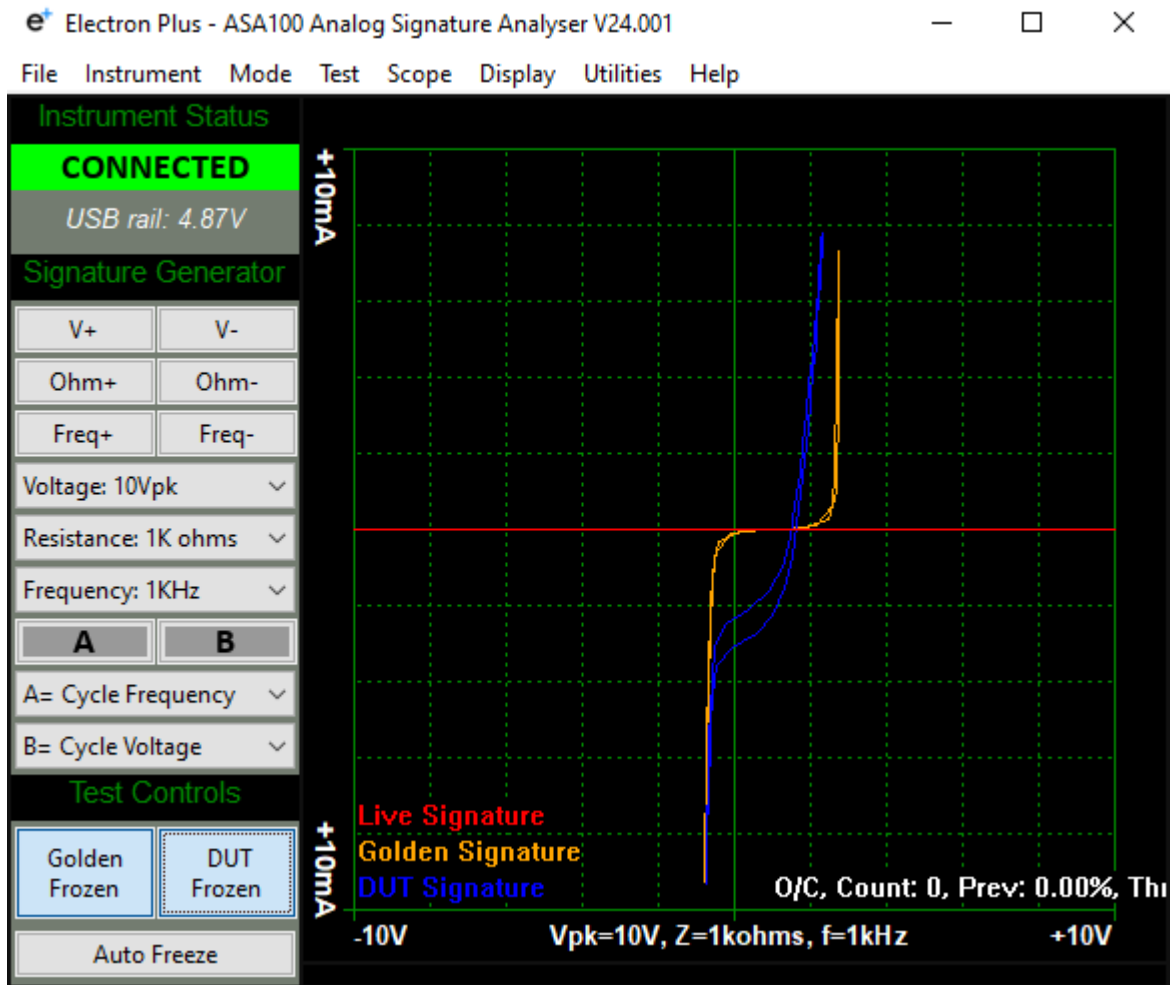 e+ Electron Plus - ASA100 Analog Signature Analyser V24.001
File Instrument Mode Test Scope Display Utilities Help
Instrument Status
CONNECTED
USB rail: 4.87V
Signature Generator
V+ V-
Ohm+ Ohm-
Freq+ Freq-
Voltage: 10Vpk
Resistance: 1K ohms
Frequency: 1KHz
A B
A= Cycle Frequency
B= Cycle Voltage
Test Controls
Golden Frozen
DUT Frozen
Auto Freeze
+10mA
Live Signature
Golden Signature
DUT Signature
O/C, Count: 0, Prev: 0.00%,
+10mA
-10V Vpk=10V, Z=1kohms, f=1kHz +10V